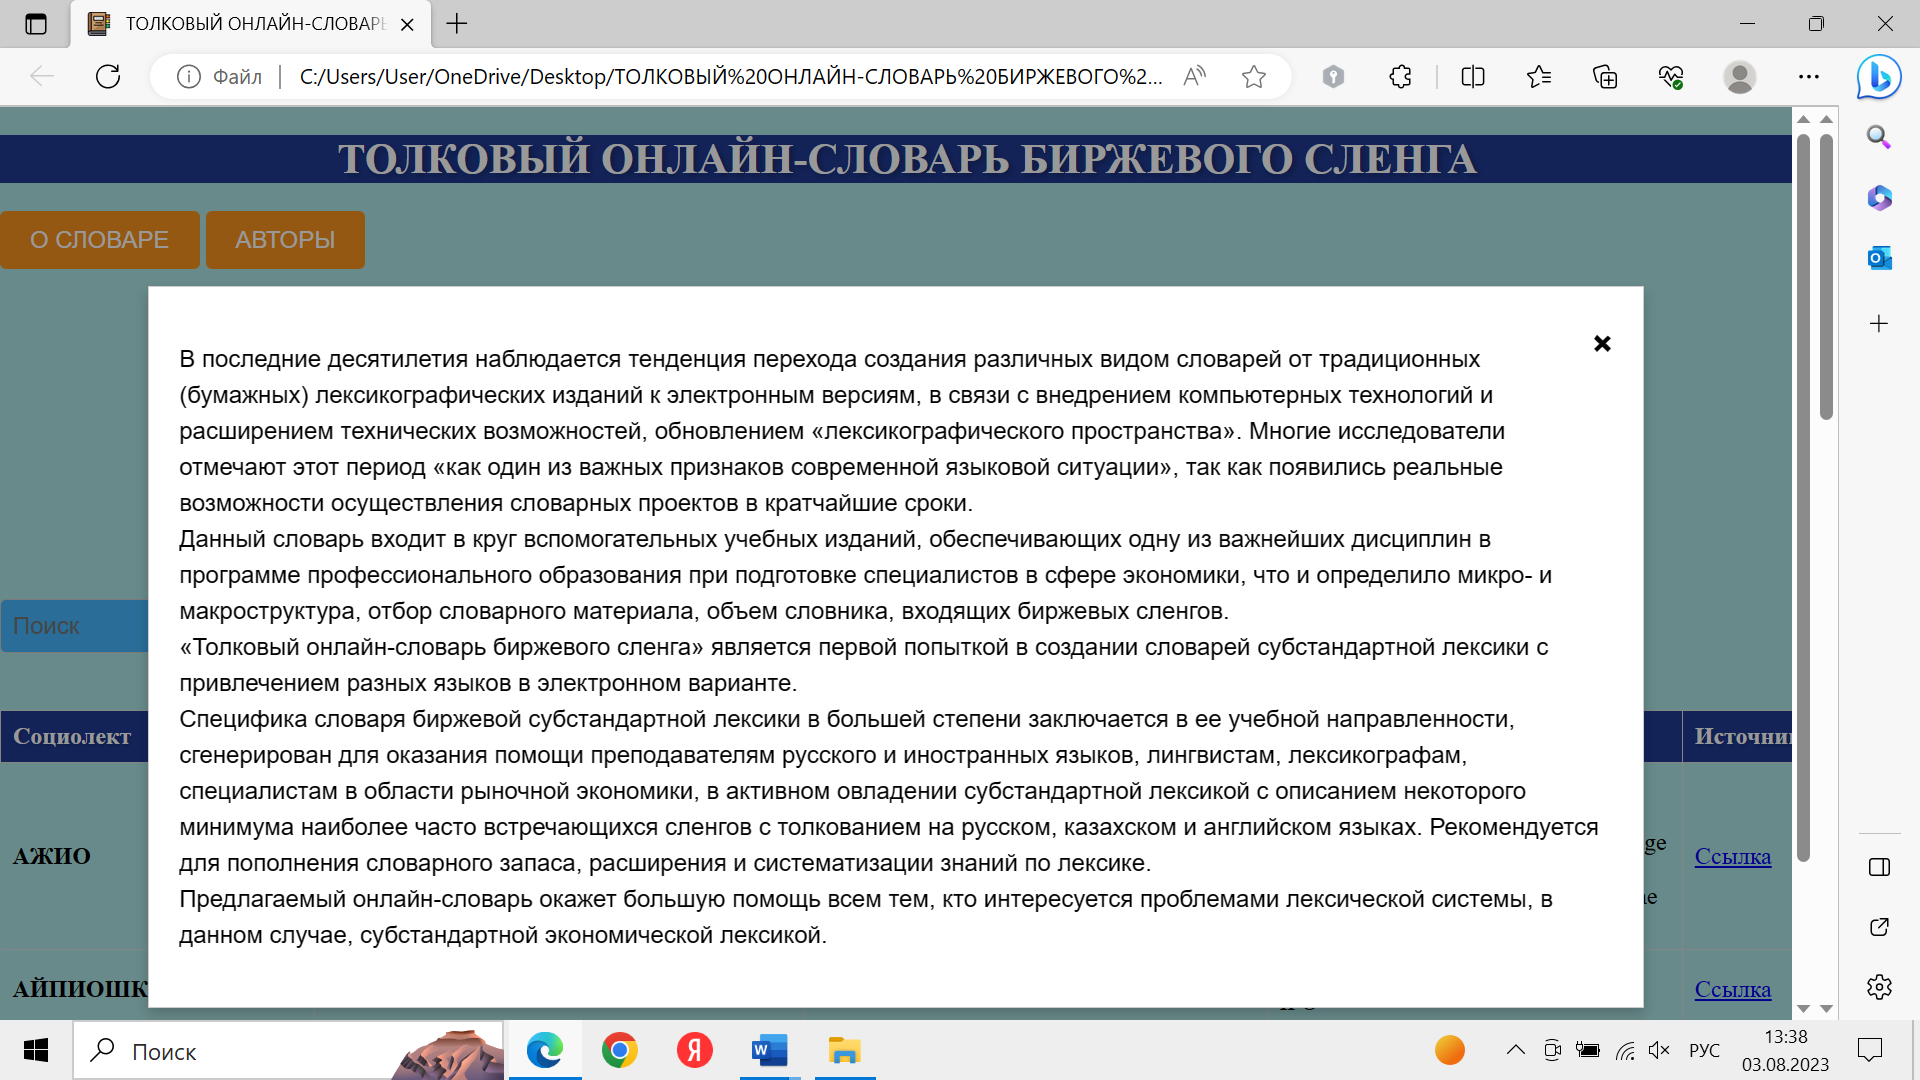 ТОЛКОВЫЙ ОНЛАЙН-СЛОВАРЬ
Файл
C:/Users/User/OneDrive/Desktop/ТОЛКОВЫЙ%20ОНЛАЙН-СЛОВАРЬ%20БИРЖЕВОГО%2...
ТОЛКОВЫЙ ОНЛАЙН-СЛОВАРЬ БИРЖЕВОГО СЛЕНГА
О СЛОВАРЕ
АВТОРЫ
В последние десятилетия наблюдается тенденция перехода создания различных видом словарей от традиционных
(бумажных) лексикографических изданий к электронным версиям, в связи с внедрением компьютерных технологий и
расширением технических возможностей, обновлением «лексикографического пространства». Многие исследователи
отмечают этот период «как один из важных признаков современной языковой ситуации», так как появились реальные
возможности осуществления словарных проектов в кратчайшие сроки.
Данный словарь входит в круг вспомогательных учебных изданий, обеспечивающих одну из важнейших дисциплин в
программе профессионального образования при подготовке специалистов в сфере экономики, что и определило микро- и
макроструктура, отбор словарного материала, объем словника, входящих биржевых сленгов.
«Толковый онлайн-словарь биржевого сленга» является первой попыткой в создании словарей субстандартной лексики с
привлечением разных языков в электронном варианте.
Специфика словаря биржевой субстандартной лексики в большей степени заключается в ее учебной направленности,
сгенерирован для оказания помощи преподавателям русского и иностранных языков, лингвистам, лексикографам,
специалистам в области рыночной экономики, в активном овладении субстандартной лексикой с описанием некоторого
минимума наиболее часто встречающихся сленгов с толкованием на русском, казахском и английском языках. Рекомендуется
для пополнения словарного запаса, расширения и систематизации знаний по лексике.
Предлагаемый онлайн-словарь окажет большую помощь всем тем, кто интересуется проблемами лексической системы, в
данном случае, субстандартной экономической лексикой.
Поиск
Социолект
АЖИО
ge
Ссылка
АЙПИОШК
Ссылка
Поиск
РУС
13:38
03.08.2023